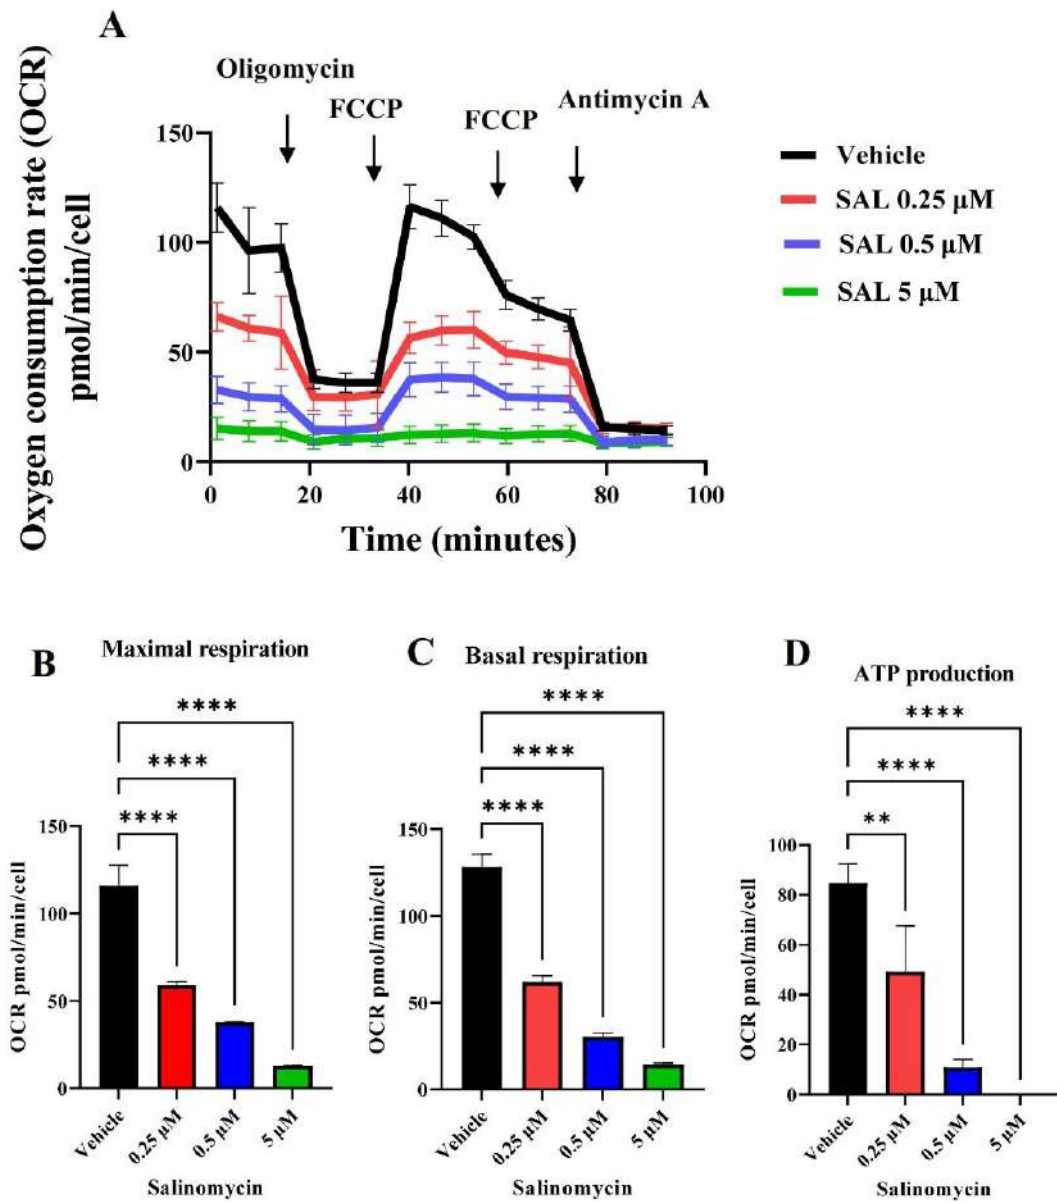 A
Oligomycin
FCCP
FCCP
Antimycin A
Oxygen consumption rate (OCR)
pmol/min/cell
150
100
50
0
0
20
40
60
80
100
Time (minutes)
Vehicle
SAL 0.25 µM
SAL 0.5 µM
SAL 5 µM
B
Maximal respiration
****
****
****
OCR pmol/min/cell
150
100
50
0
Vehicle
0.25 µM
0.5 µM
5 µM
Salinomycin
C
Basal respiration
****
****
****
OCR pmol/min/cell
150
100
50
0
Vehicle
0.25 µM
0.5 µM
5 µM
Salinomycin
D
ATP production
****
****
**
OCR pmol/min/cell
100
80
60
40
20
0
Vehicle
0.25 µM
0.5 µM
5 µM
Salinomycin